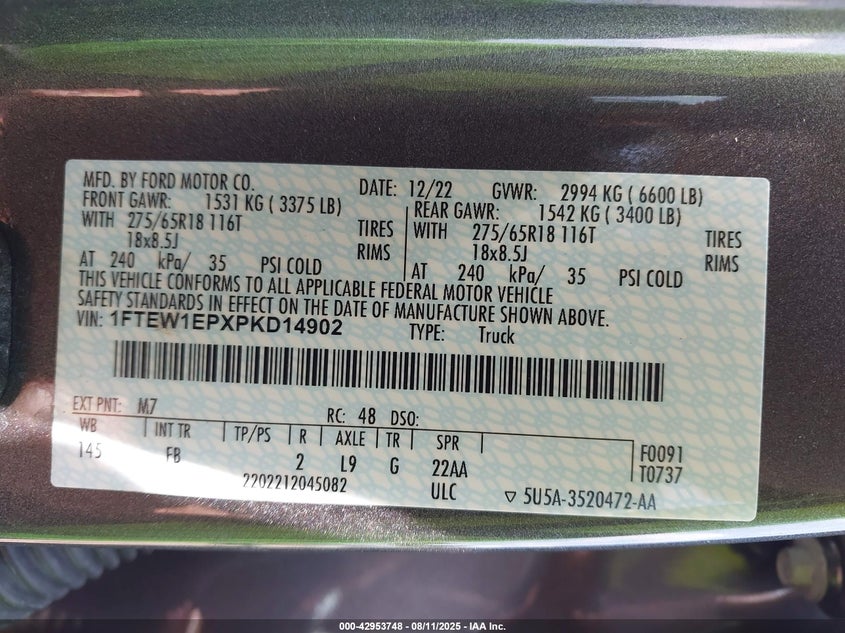 MFD. BY FORD MOTOR CO. DATE: 12/22 GVWR: 2994 KG ( 6600 LB)
FRONT GAWR: 1531 KG ( 3375 LB) REAR GAWR: 1542 KG ( 3400 LB)
WITH 275/65R18 116T TIRES WITH 275/65R18 116T TIRES
18x8.5J RIMS 18x8.5J RIMS
AT 240 kPa/ 35 PSI COLD AT 240 kPa/ 35 PSI COLD
THIS VEHICLE CONFORMS TO ALL APPLICABLE FEDERAL MOTOR VEHICLE
SAFETY STANDARDS IN EFFECT ON THE DATE OF MANUFACTURE SHOWN ABOVE.
VIN: 1FTEW1EPXPKD14902 TYPE: Truck
EXT PNT: M7 RC: 48 DSO:
WB INT TR TP/PS R AXLE TR SPR F0091
145 FB 2 L9 G 22AA T0737
2202212045082 ULC ▽ 5U5A-3520472-AA
000-42953748 - 08/11/2025 - IAA Inc.